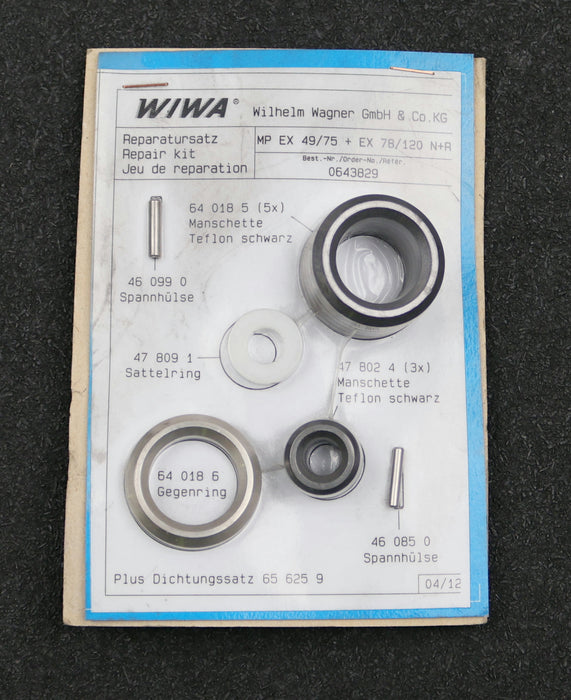 WIWA® Wilhelm Wagner GmbH & Co.KG
Reparatursatz
Repair kit
Jeu de reparation
MP EX 49/75 + EX 78/120 N+R
Best.-Nr./Order-No./Refér.
0643829
64 018 5 (5x)
Manschette
Teflon schwarz
46 099 0
Spannhülse
47 809 1
Sattelring
47 802 4 (3x)
Manschette
Teflon schwarz
64 018 6
Gegenring
46 085 0
Spannhülse
Plus Dichtungssatz 65 625 9
04/12